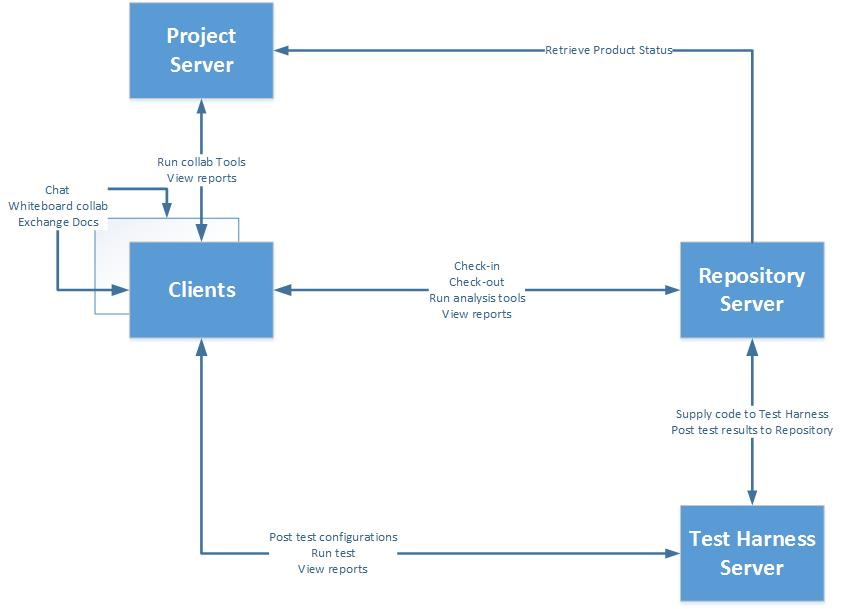 Project
Server
Retrieve Product Status
Run collab Tools
View reports
Chat
Whiteboard collab
Exchange Docs
Clients
Check-in
Check-out
Run analysis tools
View reports
Repository
Server
Supply code to Test Harness
Post test results to Repository
Post test configurations
Run test
View reports
Test Harness
Server